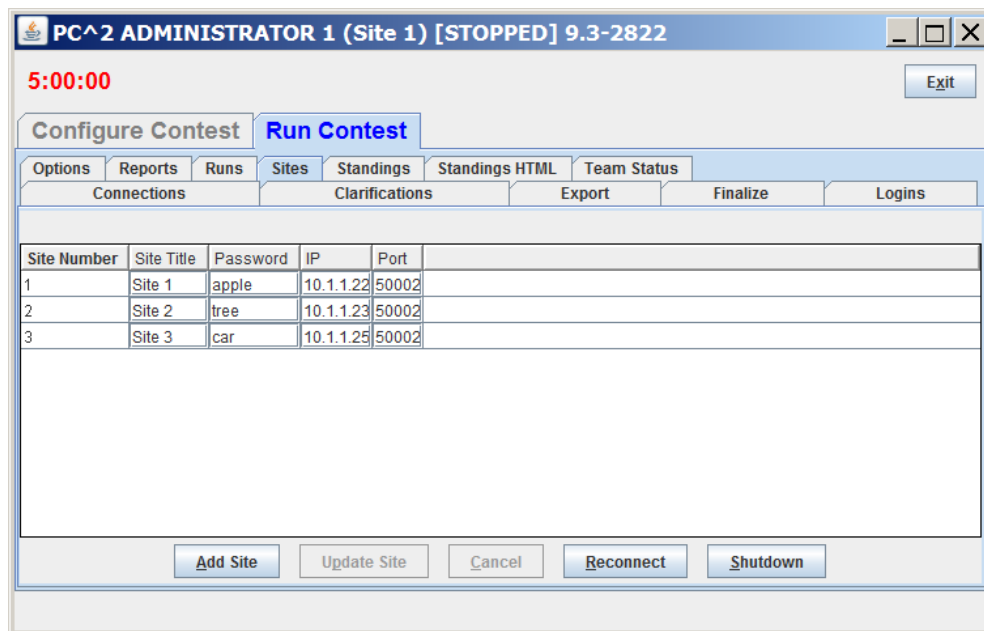 PC^2 ADMINISTRATOR 1 (Site 1) [STOPPED] 9.3-2822
5:00:00 Exit
Configure Contest Run Contest
Options Reports Runs Sites Standings Standings HTML Team Status
Connections Clarifications Export Finalize Logins
Site Number Site Title Password IP Port
1 Site 1 apple 10.1.1.22 50002
2 Site 2 tree 10.1.1.23 50002
3 Site 3 car 10.1.1.25 50002
Add Site Update Site Cancel Reconnect Shutdown